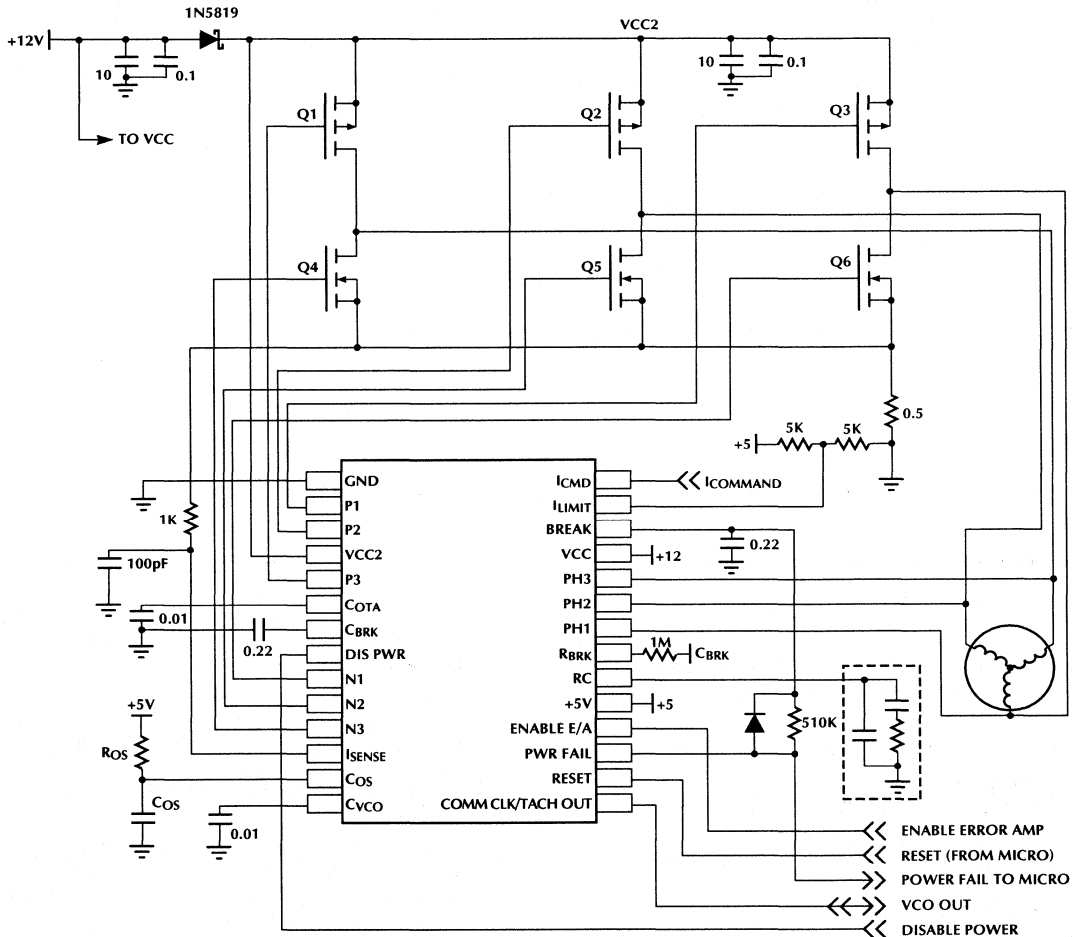 1N5819
+12V
VCC2
10
0.1
10
0.1
TO VCC
Q1
Q2
Q3
Q4
Q5
Q6
0.5
5K
5K
+5
GND
P1
P2
VCC2
P3
COTA
CBRK
DIS PWR
N1
N2
N3
ISENSE
COS
CVCO
ICMD
ILIMIT
BREAK
VCC
PH3
PH2
PH1
RBRK
RC
+5V
ENABLE E/A
PWR FAIL
RESET
COMM CLK/TACH OUT
ICOMMAND
1K
100pF
0.01
0.22
0.22
+12
1M
CBRK
+5
510K
+5V
ROS
COS
0.01
ENABLE ERROR AMP
RESET (FROM MICRO)
POWER FAIL TO MICRO
VCO OUT
DISABLE POWER